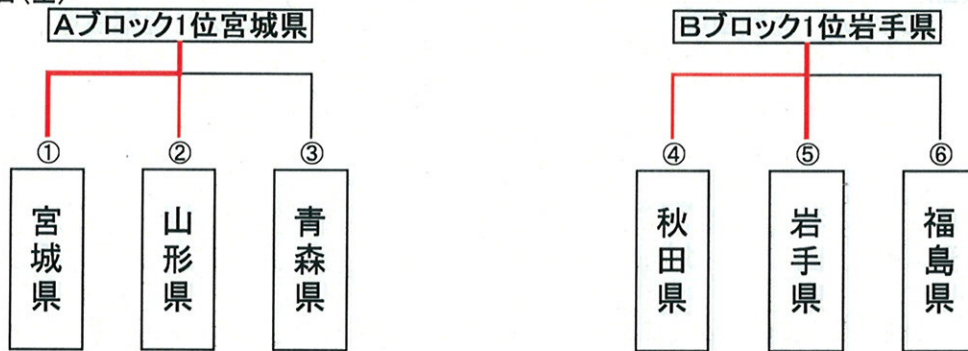 Aブロック1位宮城県
Bブロック1位岩手県
①
②
③
④
⑤
⑥
宮城県
山形県
青森県
秋田県
岩手県
福島県